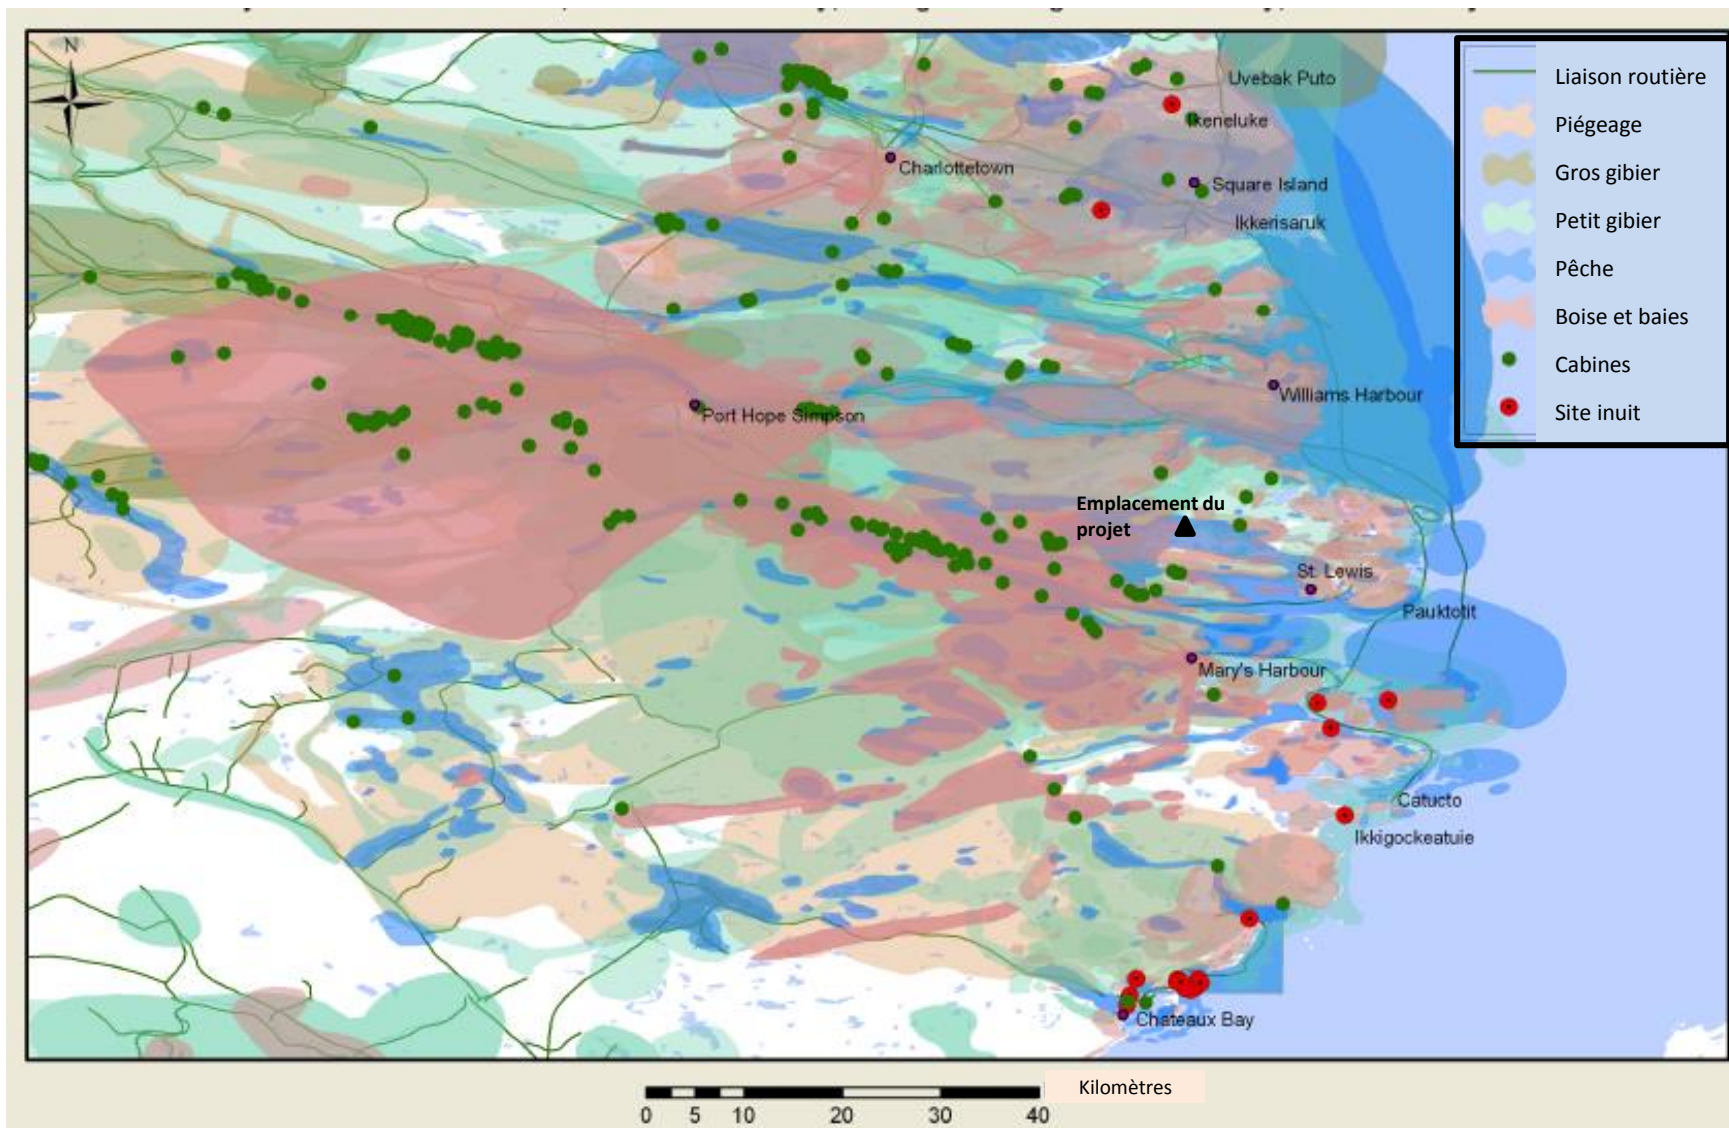 N
Uvebak Puto
Ikeneluke
Charlottetown
Square Island
Ikkerisaruk
Port Hope Simpson
Williams Harbour
Emplacement du
projet
St. Lewis
Pauktotit
Mary's Harbour
Catucto
Ikkigockeatuie
Chateaux Bay
Liaison routière
Piégeage
Gros gibier
Petit gibier
Pêche
Boise et baies
Cabines
Site inuit
Kilomètres
0 5 10 20 30 40